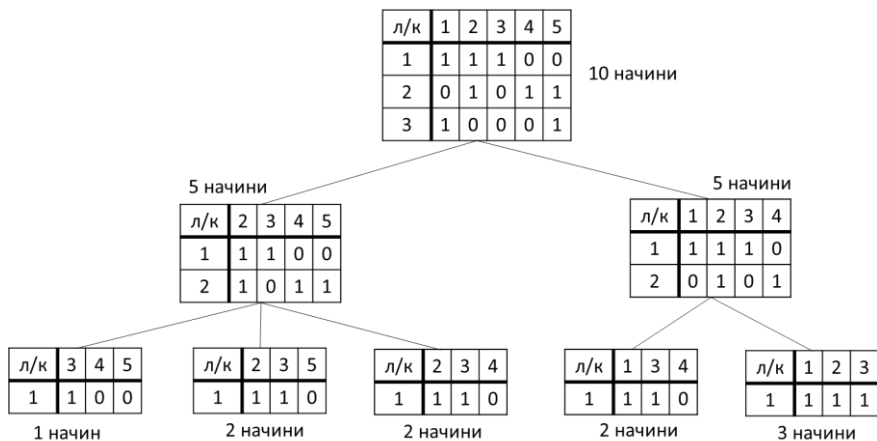 л/к 1 2 3 4 5
1 1 1 1 0 0
2 0 1 0 1 1
3 1 0 0 0 1
10 начини
5 начини
5 начини
л/к 2 3 4 5
1 1 1 0 0
2 1 0 1 1
л/к 1 2 3 4
1 1 1 1 0
2 0 1 0 1
л/к 3 4 5
1 1 0 0
л/к 2 3 5
1 1 1 0
л/к 2 3 4
1 1 1 0
л/к 1 3 4
1 1 1 0
л/к 1 2 3
1 1 1 1
1 начин
2 начини
2 начини
2 начини
3 начини